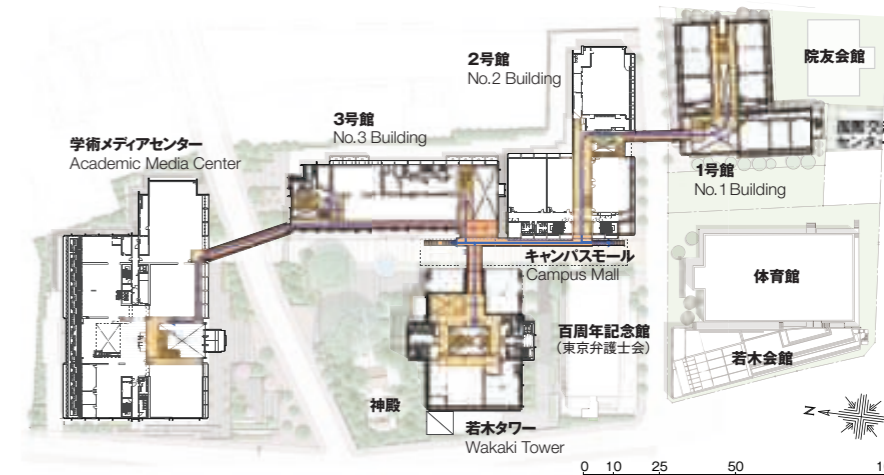 院友会館
2号館
No.2 Building
3号館
No.3 Building
学術メディアセンター
Academic Media Center
センター
1号館
No.1 Building
キャンパスモール
Campus Mall
体育館
百周年記念館
（東京弁護士会）
若木会館
神殿
若木タワー
Wakaki Tower
N
0 10 25 50